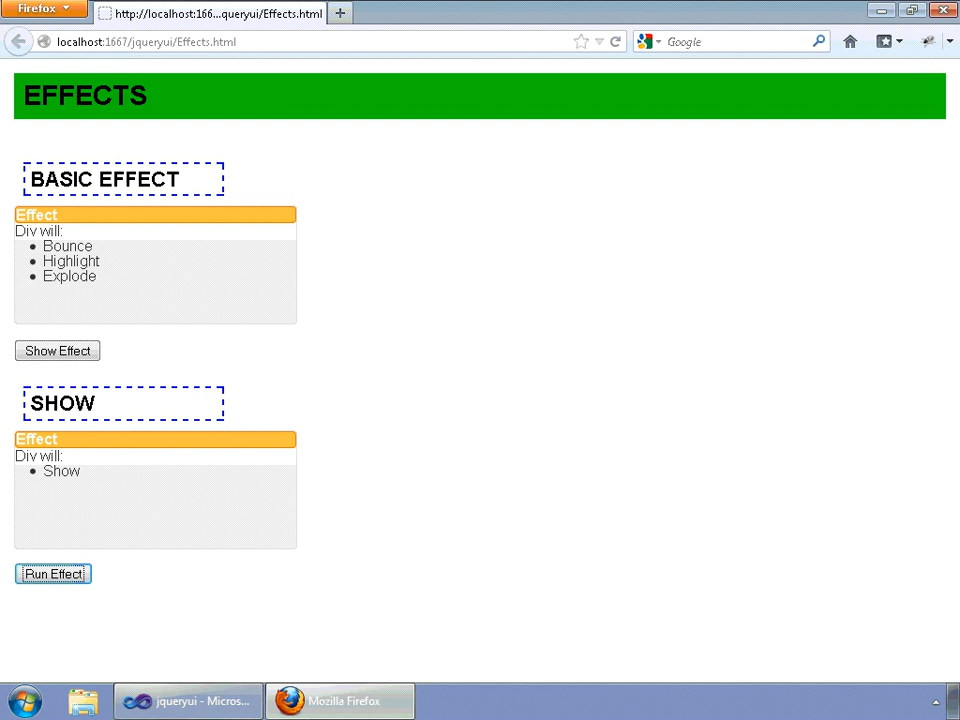 Firefox
http://localhost:166...queryui/Effects.html
localhost:1667/jqueryui/Effects.html
Google
EFFECTS
BASIC EFFECT
Effect
Div will:
Bounce
Highlight
Explode
Show Effect
SHOW
Effect
Div will:
Show
Run Effect
jqueryui - Micros...
Mozilla Firefox